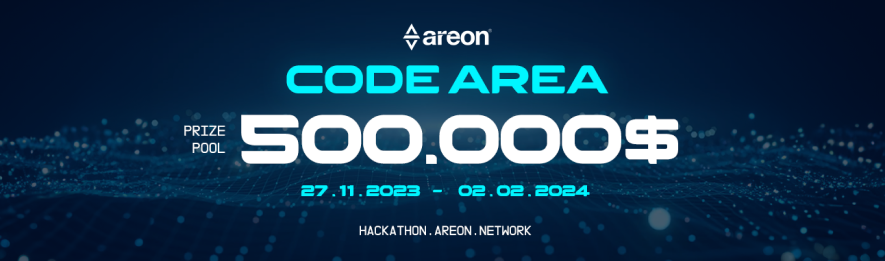 areon
CODE AREA
PRIZE POOL
500.000$
27.11.2023 - 02.02.2024
HACKATHON.AREON.NETWORK